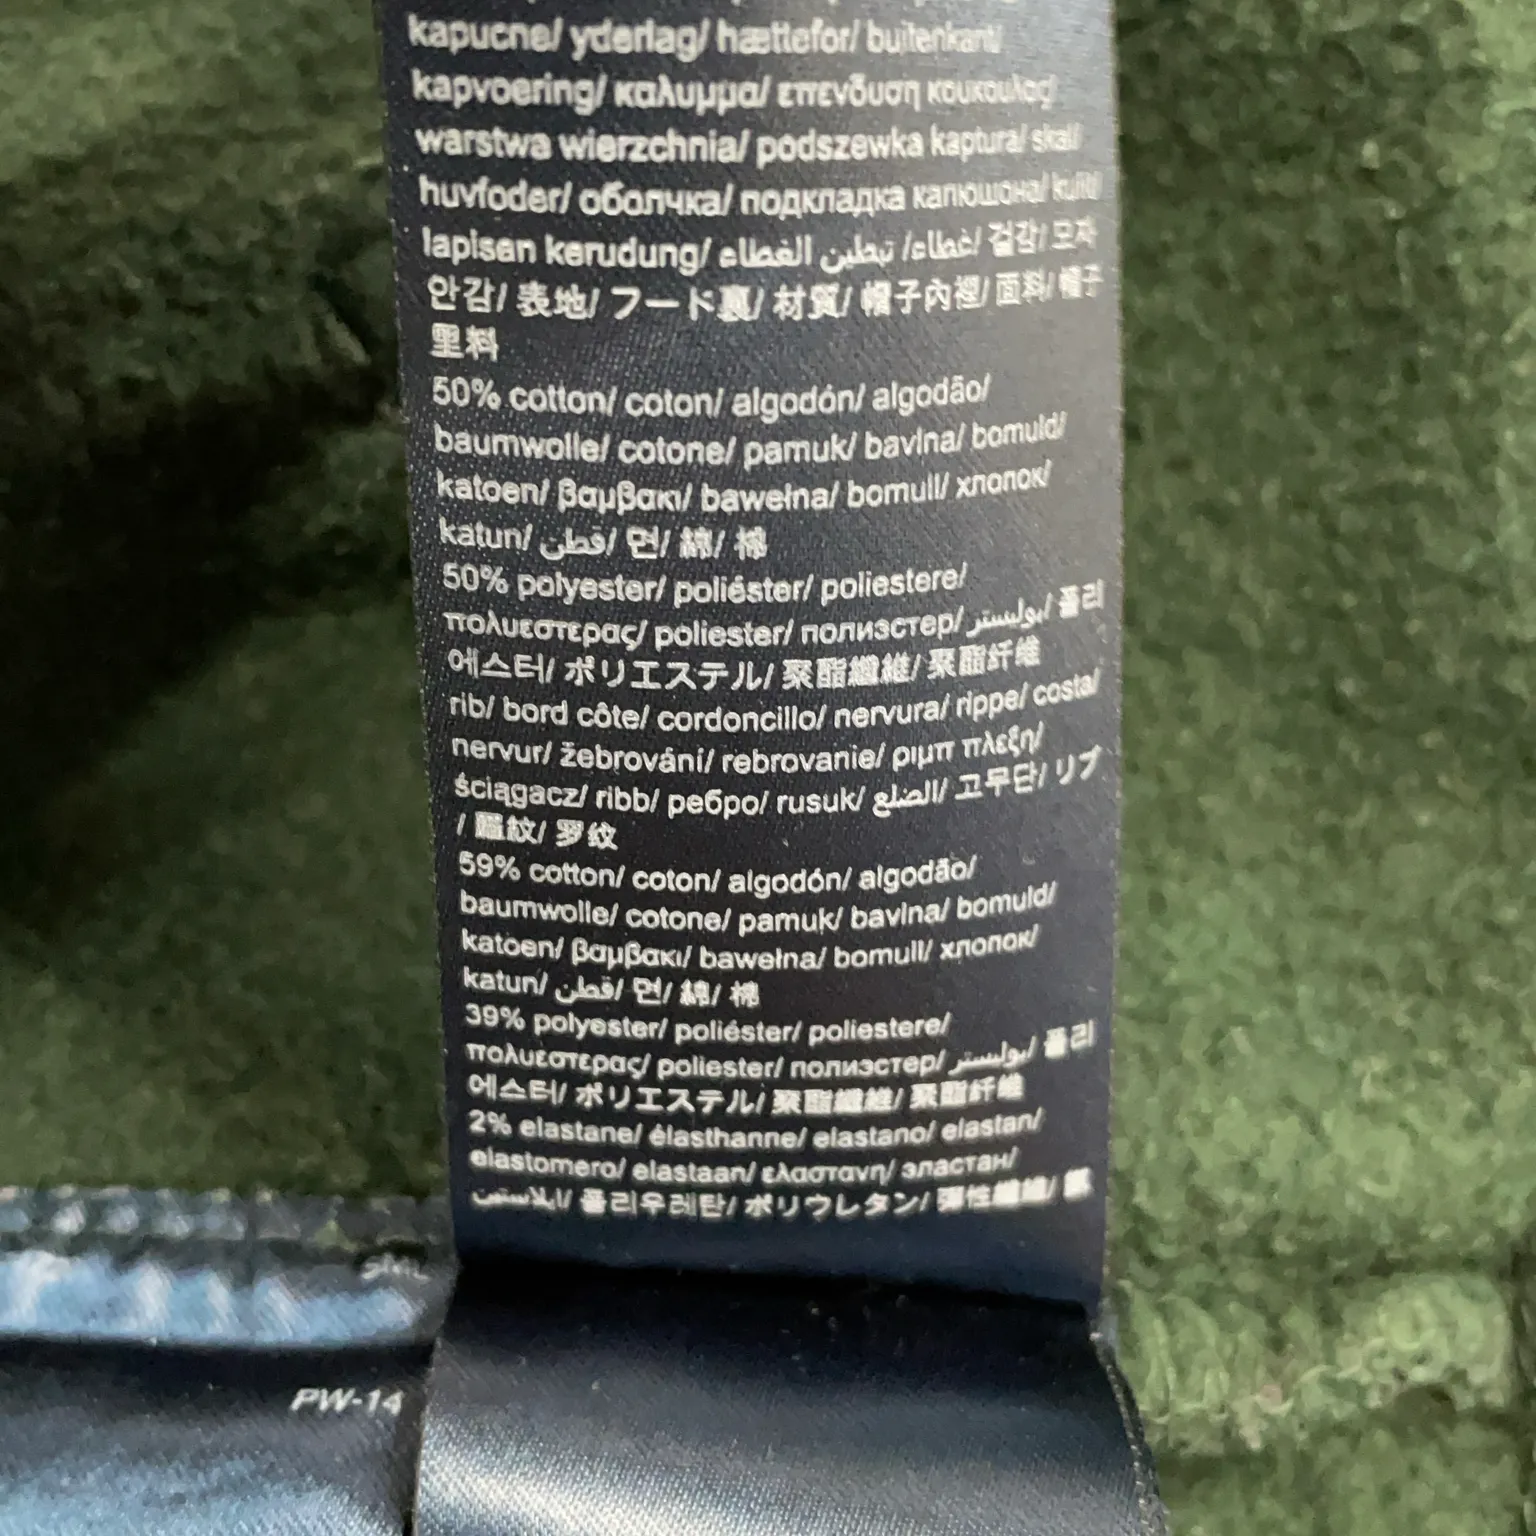 kapucne/ yderlag/ hættefor/ buitenkant/
kapvoering/ καλυμμα/ επενδυση κουκουλας/
warstwa wierzchnia/ podszewka kaptura/ skal/
huvfoder/ оболчка/ подкладка капюшона/ kulit/
lapisan kerudung/ غطاء/ تبطين الغطاء/ 겉감/ 모자
안감/ 表地/ フード裏/ 材質/ 帽子內裡/ 面料/ 帽子
里料
50% cotton/ coton/ algodón/ algodão/
baumwolle/ cotone/ pamuk/ bavlna/ bomuld/
katoen/ βαμβακι/ bawełna/ bomull/ хлопок/
katun/ قطن/ 면/ 綿/ 棉
50% polyester/ poliéster/ poliestere/
πολυεστερας/ poliester/ полиэстер/ بوليستر/ 폴리
에스터/ ポリエステル/ 聚酯纖維/ 聚酯纤维
rib/ bord côte/ cordoncillo/ nervura/ rippe/ costa/
nervur/ žebrování/ rebrovanie/ ριμπ πλεξη/
ściągacz/ ribb/ ребро/ rusuk/ الضلع/ 고무단/ リブ
/ 羅紋/ 罗纹
59% cotton/ coton/ algodón/ algodão/
baumwolle/ cotone/ pamuk/ bavlna/ bomuld/
katoen/ βαμβακι/ bawełna/ bomull/ хлопок/
katun/ قطن/ 면/ 綿/ 棉
39% polyester/ poliéster/ poliestere/
πολυεστερας/ poliester/ полиэстер/ بوليستر/ 폴리
에스터/ ポリエステル/ 聚酯纖維/ 聚酯纤维
2% elastane/ élasthanne/ elastano/ elastan/
elastomero/ elastaan/ ελαστανη/ эластан/
ايلاستين/ 폴리우레탄/ ポリウレタン/ 彈性纖維/
PW-14